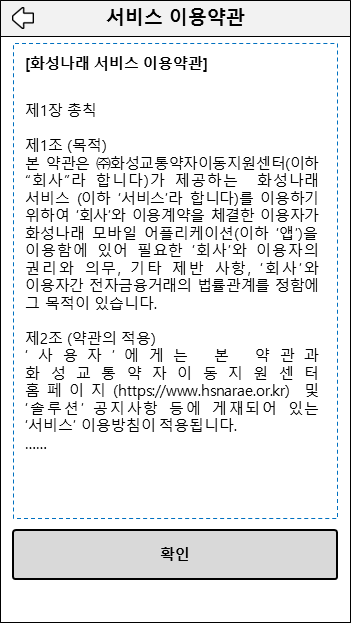 서비스 이용약관
[화성나래 서비스 이용약관]
제1장 총칙
제1조 (목적)
본 약관은 ㈜화성교통약자이동지원센터(이하
“회사”라 합니다)가 제공하는 화성나래
서비스 (이하 ‘서비스’라 합니다)를 이용하기
위하여 ‘회사’와 이용계약을 체결한 이용자가
화성나래 모바일 어플리케이션(이하 ‘앱’)을
이용함에 있어 필요한 ‘회사’와 이용자의
권리와 의무, 기타 제반 사항, ‘회사’와
이용자간 전자금융거래의 법률관계를 정함에
그 목적이 있습니다.
제2조 (약관의 적용)
‘사용자’에게는 본 약관과
화성교통약자이동지원센터
홈페이지(https://www.hsnarae.or.kr) 및
‘솔루션’ 공지사항 등에 게재되어 있는
‘서비스’ 이용방침이 적용됩니다.
......
확인